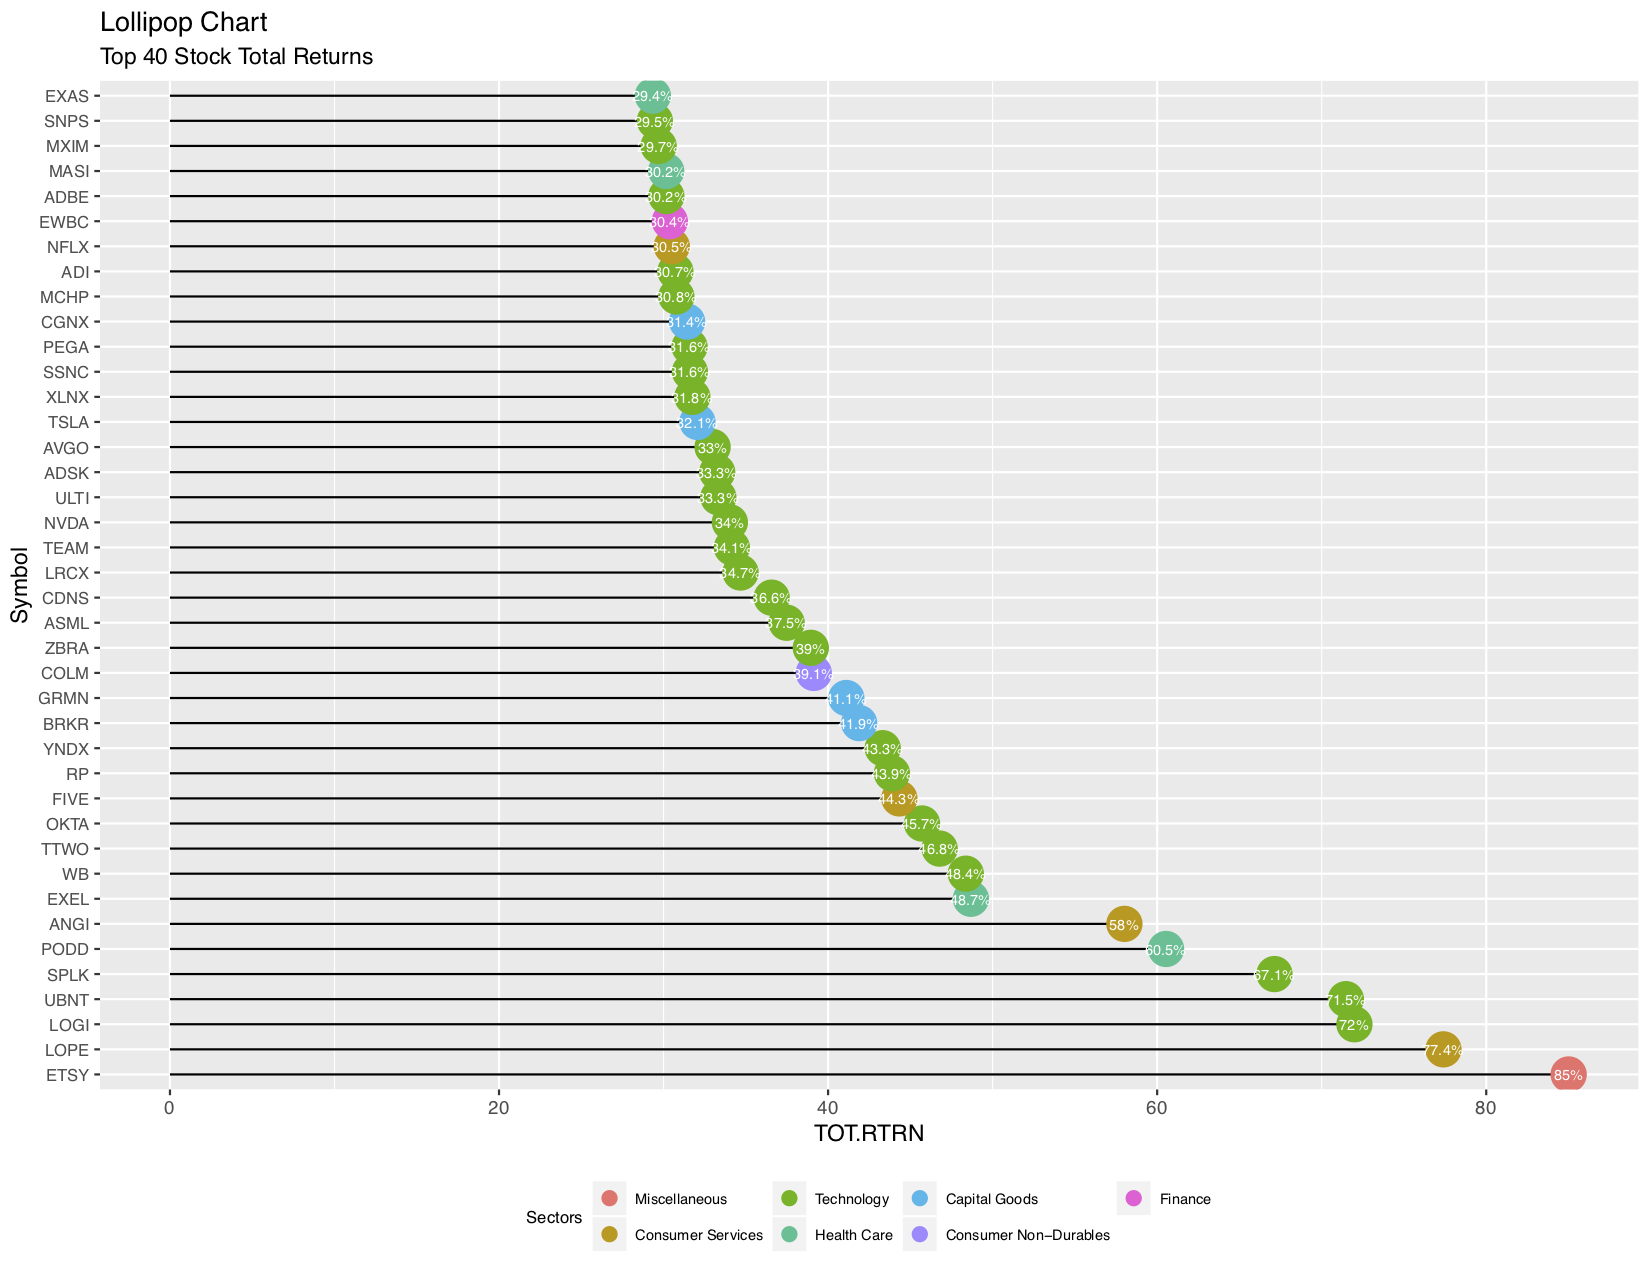 Lollipop Chart
Top 40 Stock Total Returns
EXAS 29.4%
SNPS 29.5%
MXIM 29.7%
MASI 30.2%
ADBE 30.2%
EWBC 30.4%
NFLX 30.5%
ADI 30.7%
MCHP 30.8%
CGNX 31.4%
PEGA 31.6%
SSNC 31.6%
XLNX 31.8%
TSLA 32.1%
AVGO 33%
ADSK 33.3%
ULTI 33.3%
NVDA 34%
TEAM 34.1%
LRCX 34.7%
CDNS 36.6%
ASML 37.5%
ZBRA 39%
COLM 39.1%
GRMN 41.1%
BRKR 41.9%
YNDX 43.3%
RP 43.9%
FIVE 44.3%
OKTA 45.7%
TTWO 46.8%
WB 48.4%
EXEL 48.7%
ANGI 58%
PODD 60.5%
SPLK 67.1%
UBNT 71.5%
LOGI 72%
LOPE 77.4%
ETSY 85%
Symbol
0 20 40 60 80
TOT.RTRN
Sectors
Miscellaneous Technology Capital Goods Finance
Consumer Services Health Care Consumer Non−Durables